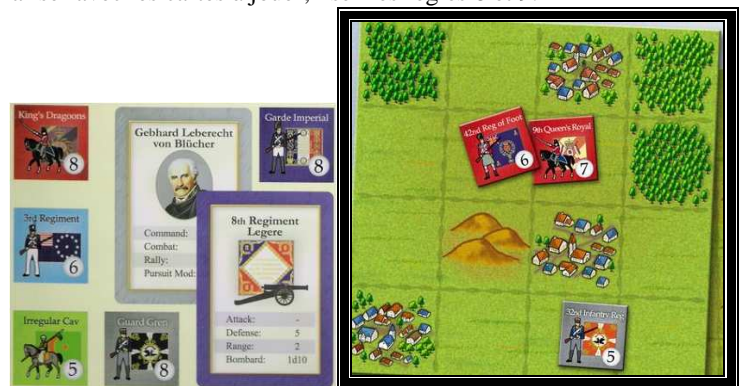 King's Dragoons
8
Gebhard Leberecht
von Blücher
Command:
Combat:
Rally:
Pursuit Mod:
Garde Imperial
8
3rd Regiment
6
8th Regiment
Legere
Attack: -
Defense: 5
Range: 2
Bombard: 1d10
Irregular Cav
5
Guard Gren
8
42nd Reg of Foot
6
9th Queen's Royal
7
32nd Infantry Reg
5